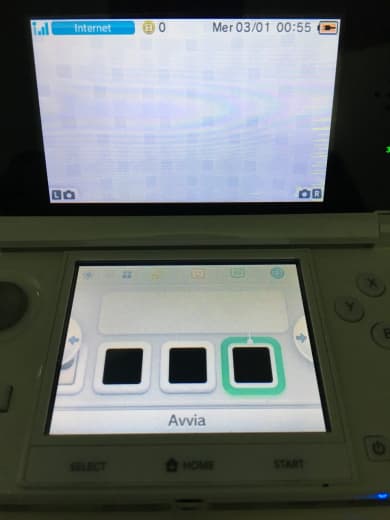 Internet 0 Mer 03/01 00:55
L R
Avvia
X
Y
SELECT HOME START